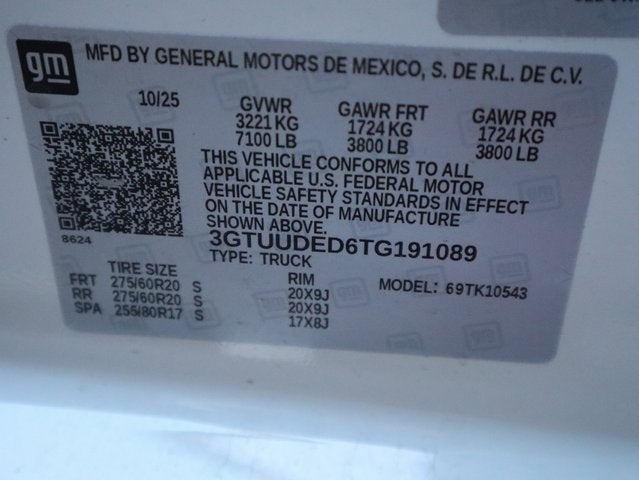 gm
MFD BY GENERAL MOTORS DE MEXICO, S. DE R.L. DE C.V.
10/25
GVWR
3221 KG
7100 LB
GAWR FRT
1724 KG
3800 LB
GAWR RR
1724 KG
3800 LB
THIS VEHICLE CONFORMS TO ALL
APPLICABLE U.S. FEDERAL MOTOR
VEHICLE SAFETY STANDARDS IN EFFECT
ON THE DATE OF MANUFACTURE
SHOWN ABOVE.
8624
3GTUUDED6TG191089
TYPE: TRUCK
TIRE SIZE
RIM
MODEL: 69TK10543
FRT 275/60R20 S 20X9J
RR 275/60R20 S 20X9J
SPA 255/80R17 S 17X8J